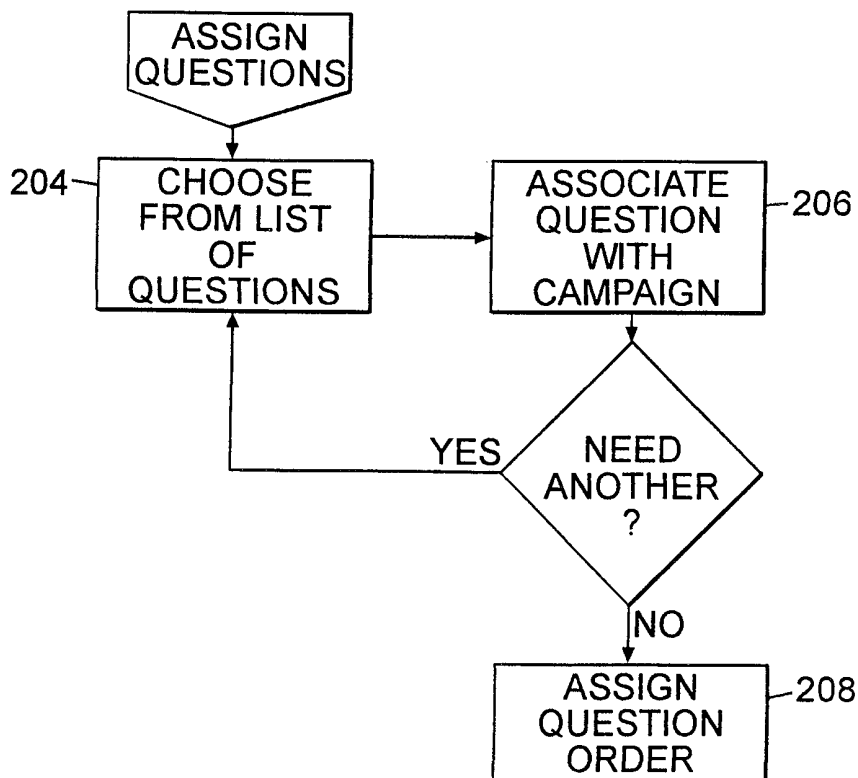 ASSIGN
QUESTIONS
204
CHOOSE
FROM LIST
OF
QUESTIONS
ASSOCIATE
QUESTION
WITH
CAMPAIGN
206
YES
NEED
ANOTHER
?
NO
ASSIGN
QUESTION
ORDER
208